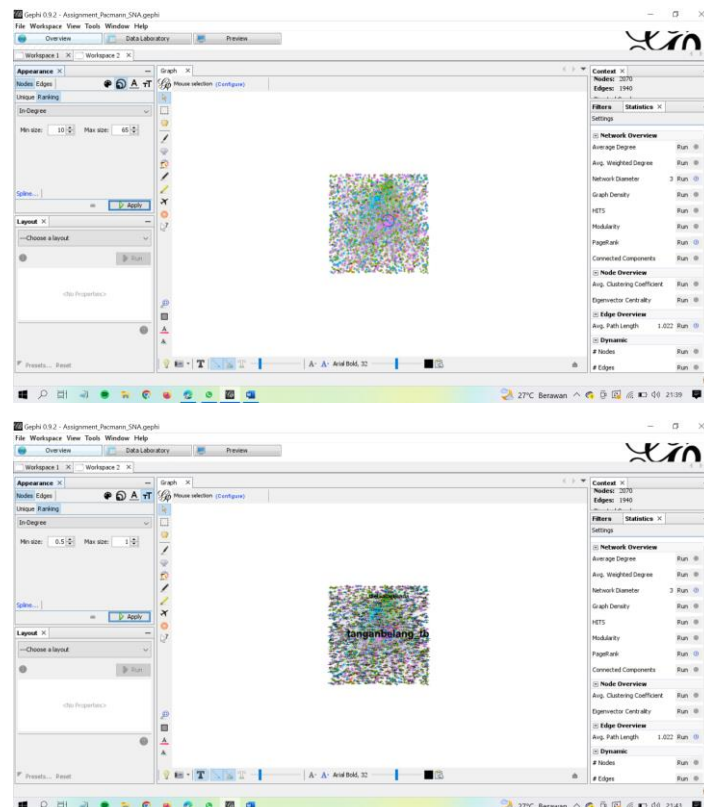 Gephi 0.9.2 - Assignment_Pacmann_SNA.gephi
File Workspace View Tools Window Help
Overview Data Laboratory Preview
Workspace 1 Workspace 2
Appearance
Nodes Edges
Unique Ranking
In-Degree
Min size: 10 Max size: 65
Spline...
Apply
Layout
---Choose a layout
Run
<No Properties>
Presets... Reset
Graph
Mouse selection (Configure)
Arial Bold, 32
Context
Nodes: 2070
Edges: 1940
Filters Statistics
Settings
Network Overview
Average Degree Run
Avg. Weighted Degree Run
Network Diameter 3 Run
Graph Density Run
HITS Run
Modularity Run
PageRank Run
Connected Components Run
Node Overview
Avg. Clustering Coefficient Run
Eigenvector Centrality Run
Edge Overview
Avg. Path Length 1.022 Run
Dynamic
# Nodes Run
# Edges Run
27°C Berawan 21:39
Gephi 0.9.2 - Assignment_Pacmann_SNA.gephi
File Workspace View Tools Window Help
Overview Data Laboratory Preview
Workspace 1 Workspace 2
Appearance
Nodes Edges
Unique Ranking
In-Degree
Min size: 0.5 Max size: 1
Spline...
Apply
Layout
---Choose a layout
Run
<No Properties>
Presets... Reset
Graph
Mouse selection (Configure)
tanganbelang_tb
Arial Bold, 32
Context
Nodes: 2070
Edges: 1940
Filters Statistics
Settings
Network Overview
Average Degree Run
Avg. Weighted Degree Run
Network Diameter 3 Run
Graph Density Run
HITS Run
Modularity Run
PageRank Run
Connected Components Run
Node Overview
Avg. Clustering Coefficient Run
Eigenvector Centrality Run
Edge Overview
Avg. Path Length 1.022 Run
Dynamic
# Nodes Run
# Edges Run
27°C Berawan 21:41